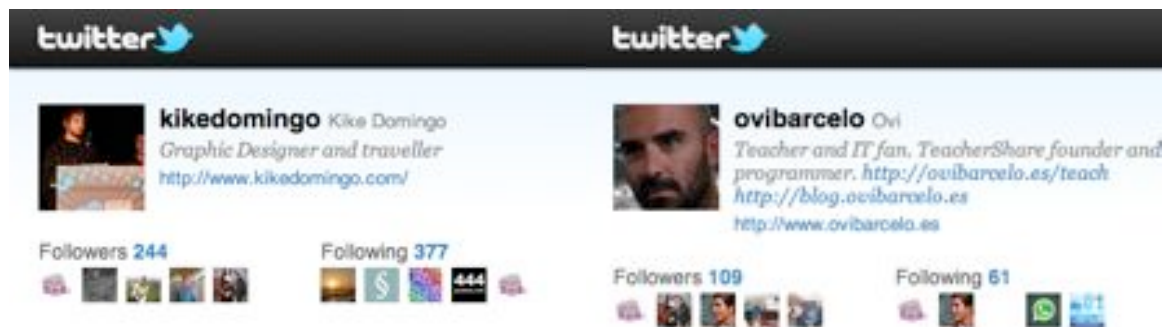 twitter
kikedomingo Kike Domingo
Graphic Designer and traveller
http://www.kikedomingo.com/
Followers 244
Following 377
§
444
twitter
ovibarcelo Ovi
Teacher and IT fan. TeacherShare founder and
programmer. http://ovibarcelo.es/teach
http://blog.ovibarcelo.es
http://www.ovibarcelo.es
Followers 109
Following 61